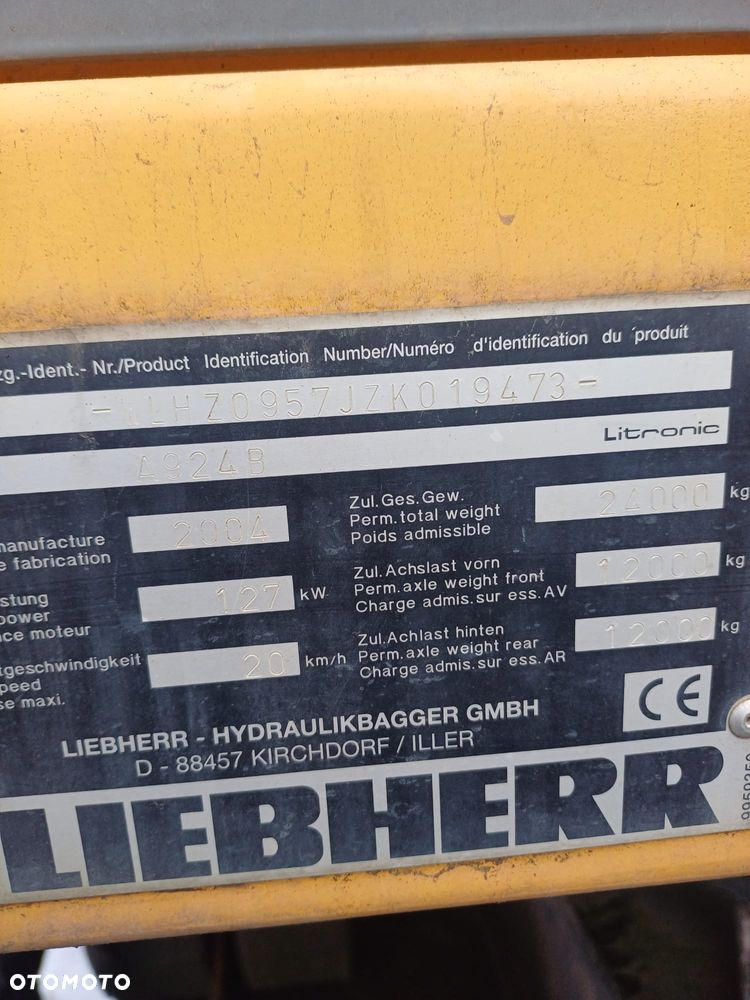 zg.-Ident.- Nr./Product Identification Number/Numéro d'identification du produit
-WLHZ0957JZK019473-
A924B
Litronic
manufacture
e fabrication
2004
Zul. Ges. Gew.
Perm. total weight
Poids admissible
24000 kg
stung
power
nce moteur
127 kW
Zul. Achslast vorn
Perm. axle weight front
Charge admis. sur ess. AV
12000 kg
tgeschwindigkeit
peed
se maxi.
20 km/h
Zul. Achlast hinten
Perm. axle weight rear
Charge admis. sur ess. AR
12000 kg
CE
LIEBHERR - HYDRAULIKBAGGER GMBH
D - 88457 KIRCHDORF / ILLER
LIEBHERR
OTOMOTO